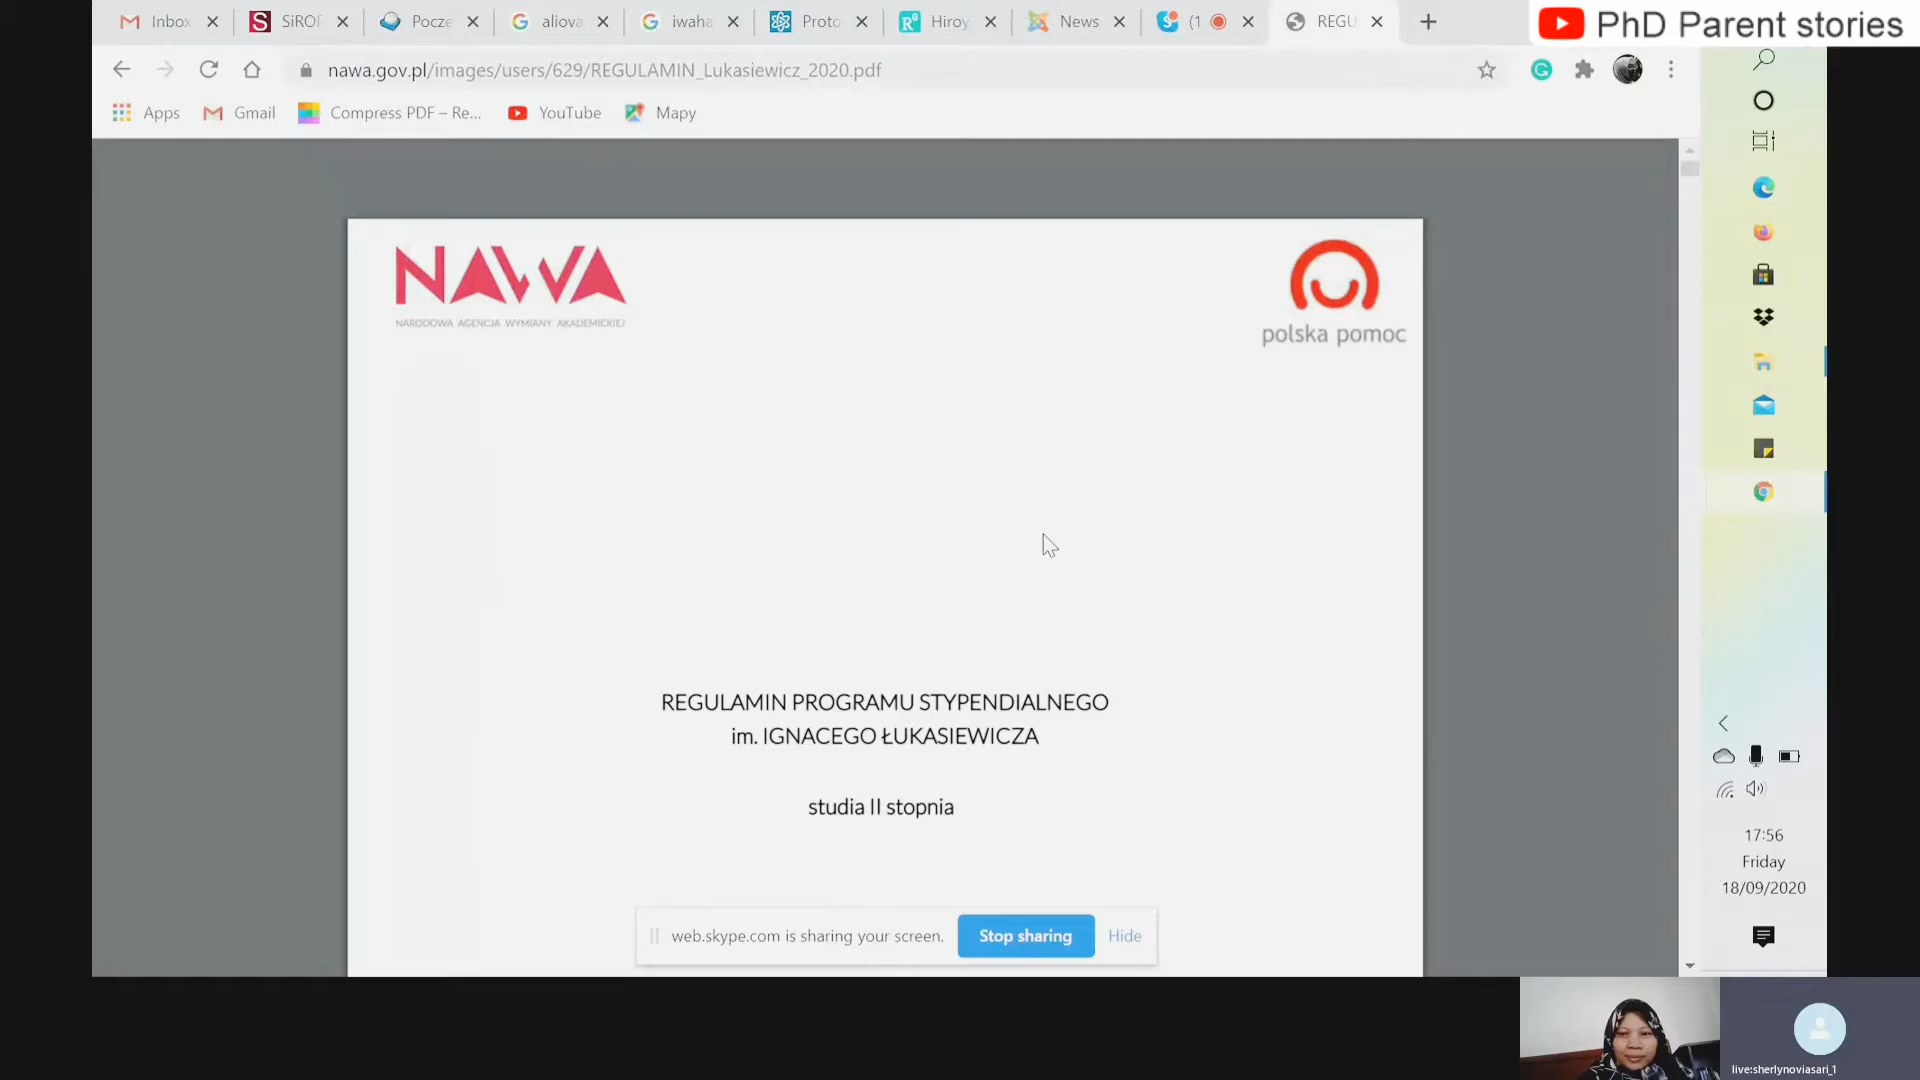 Inbox
SiROP
Pocze
aliova
iwaha
Proto
Hiroy
News
(1
REGU
PhD Parent stories
nawa.gov.pl/images/users/629/REGULAMIN_Lukasiewicz_2020.pdf
Apps
Gmail
Compress PDF – Re...
YouTube
Mapy
NAWA
NARODOWA AGENCJA WYMIANY AKADEMICKIEJ
polska pomoc
REGULAMIN PROGRAMU STYPENDIALNEGO
im. IGNACEGO ŁUKASIEWICZA
studia II stopnia
web.skype.com is sharing your screen.
Stop sharing
Hide
17:56
Friday
18/09/2020
live:sherlynoviasari_1